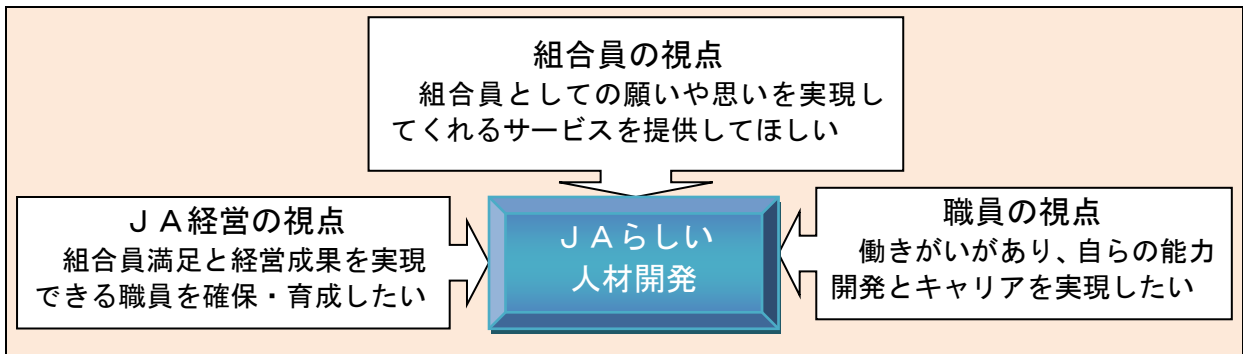 組合員の視点
組合員としての願いや思いを実現し
てくれるサービスを提供してほしい
ＪＡ経営の視点
組合員満足と経営成果を実現
できる職員を確保・育成したい
ＪＡらしい
人材開発
職員の視点
働きがいがあり、自らの能力
開発とキャリアを実現したい